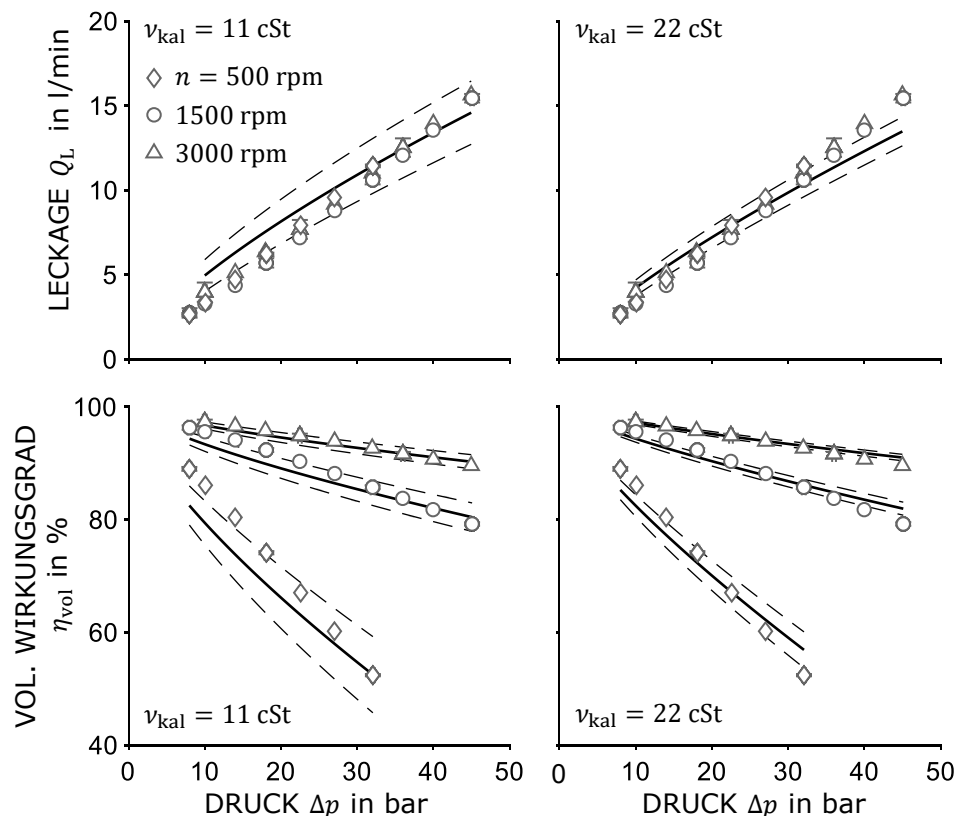 LECKAGE Q_L in l/min
20
15
10
5
0
ν_kal = 11 cSt
n = 500 rpm
1500 rpm
3000 rpm
ν_kal = 22 cSt
VOL. WIRKUNGSGRAD
η_vol in %
100
80
60
40
ν_kal = 11 cSt
0 10 20 30 40 50
DRUCK Δp in bar
ν_kal = 22 cSt
0 10 20 30 40 50
DRUCK Δp in bar